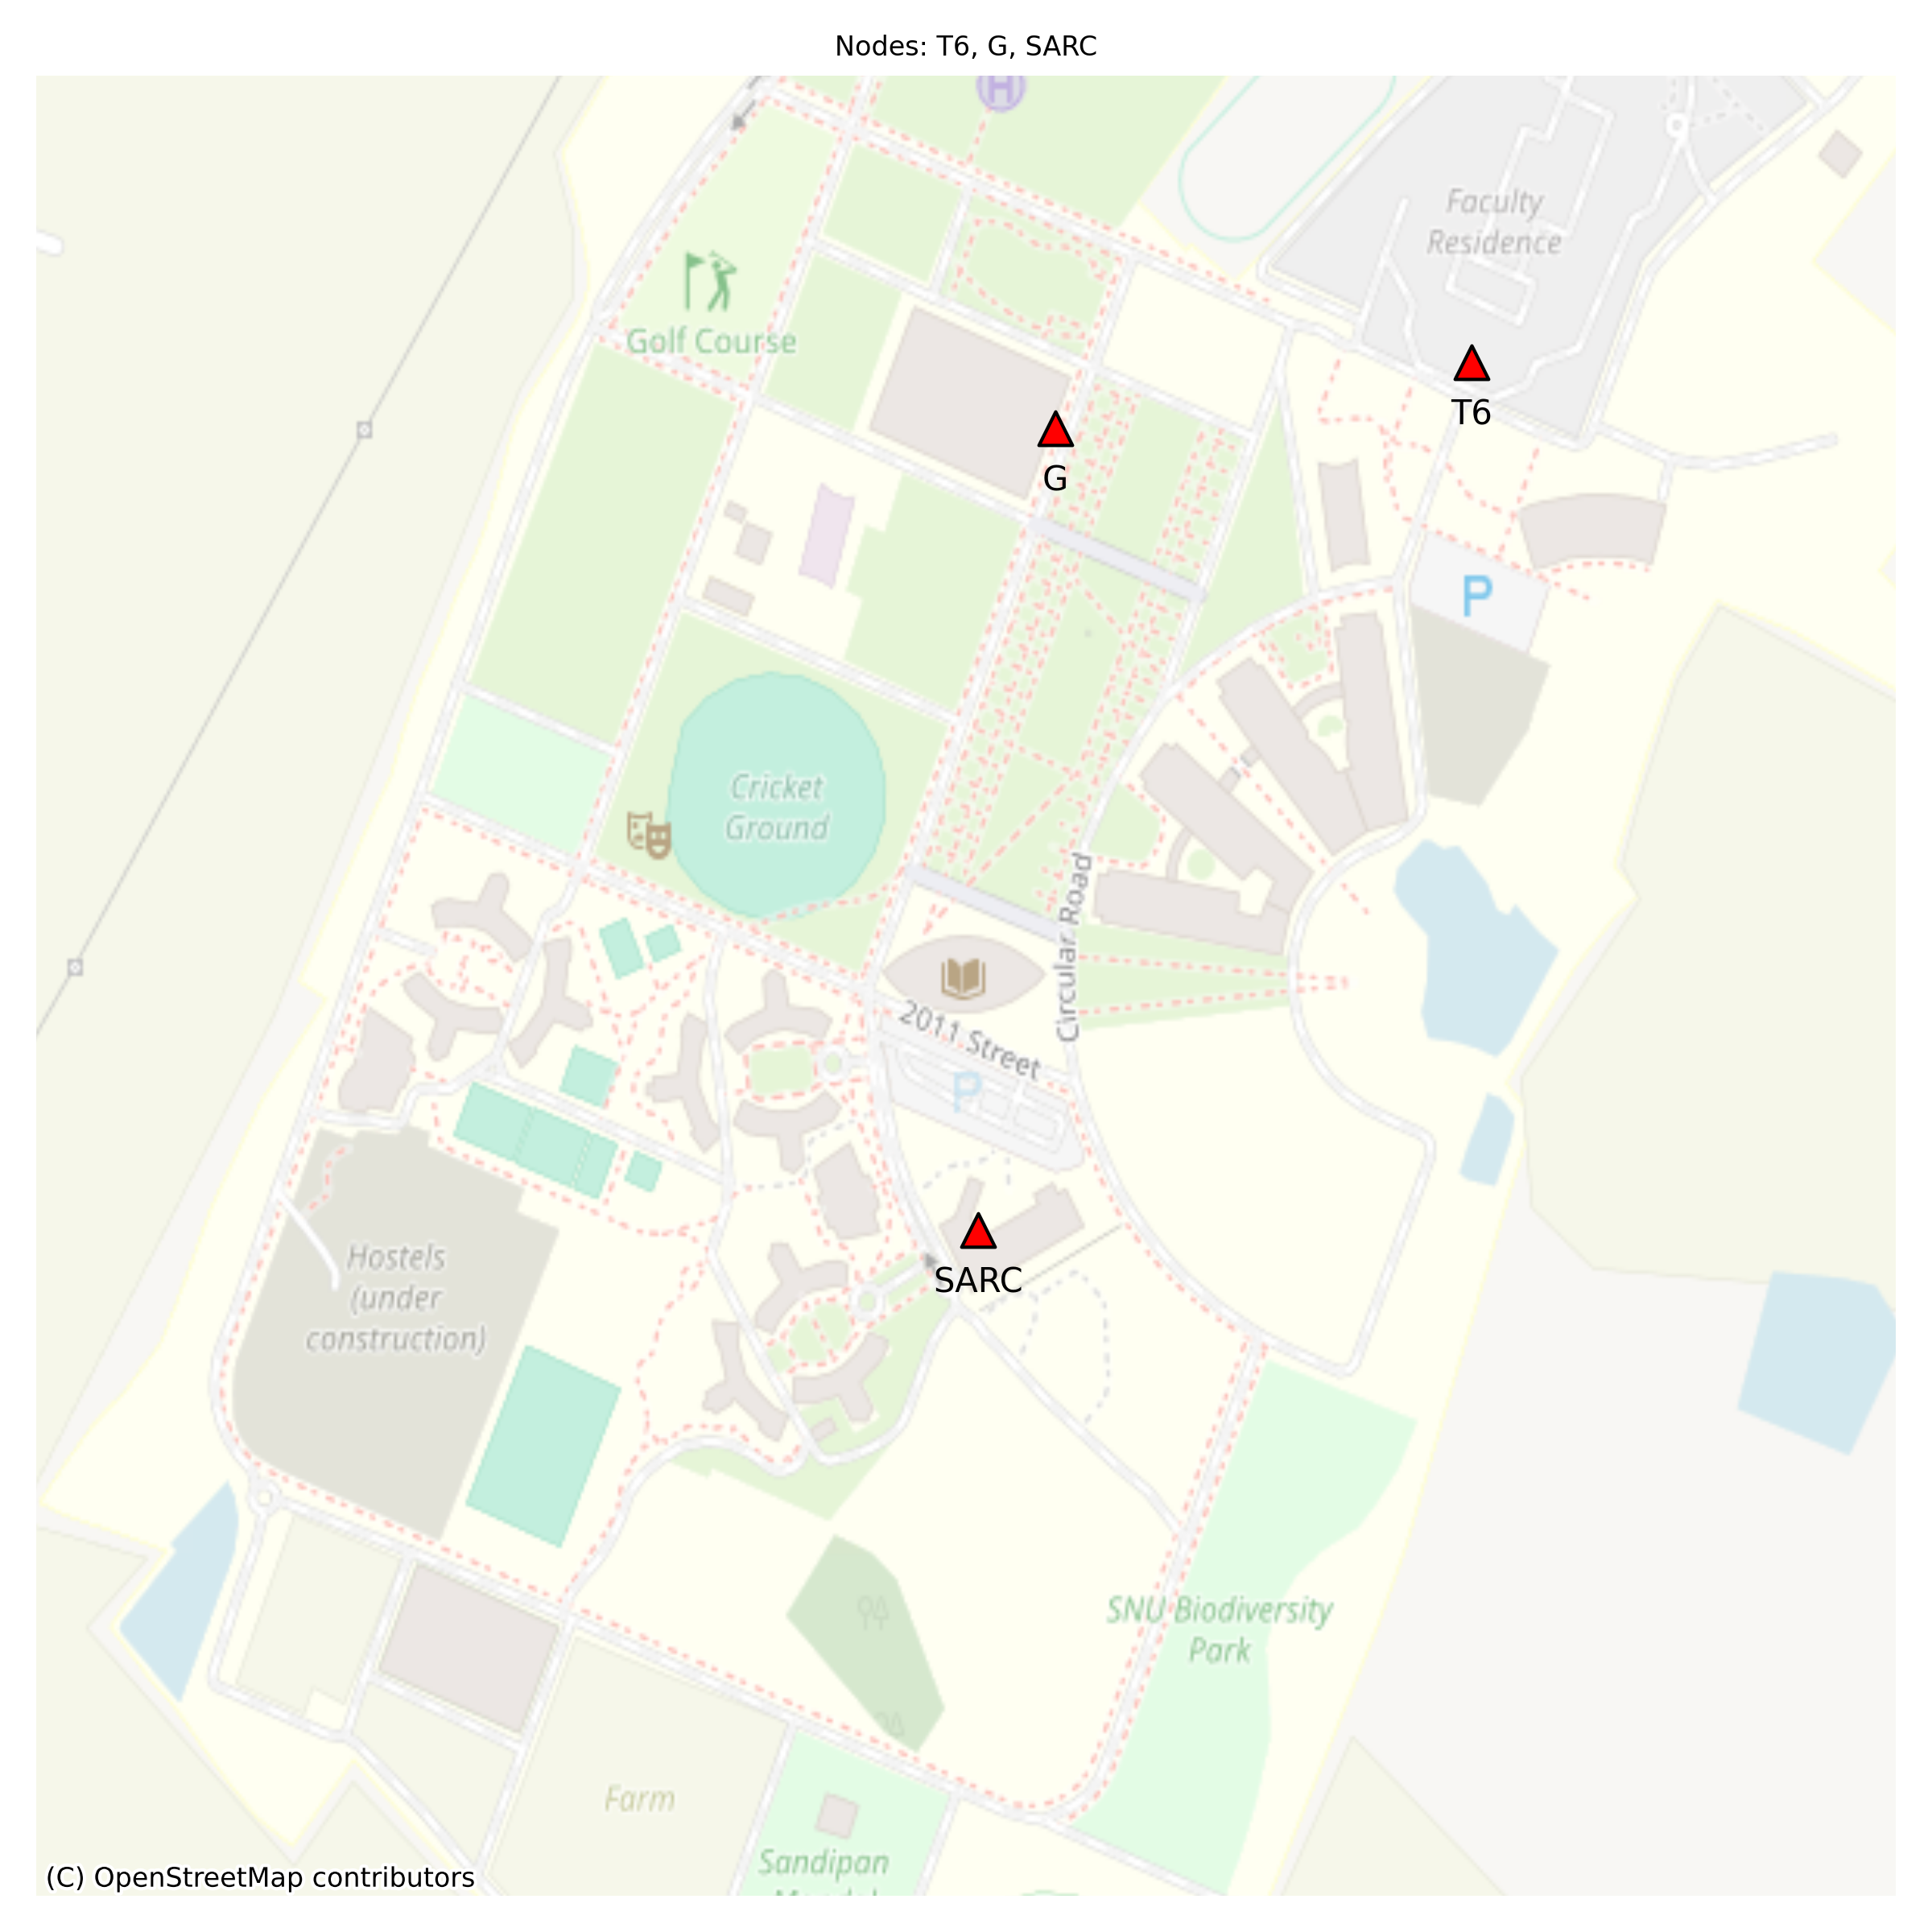 Nodes: T6, G, SARC
H
Faculty
Residence
Golf Course
T6
G
P
Cricket
Ground
Circular Road
2011 Street
P
SARC
Hostels
(under
construction)
SNU Biodiversity
Park
Farm
Sandipan
(C) OpenStreetMap contributors